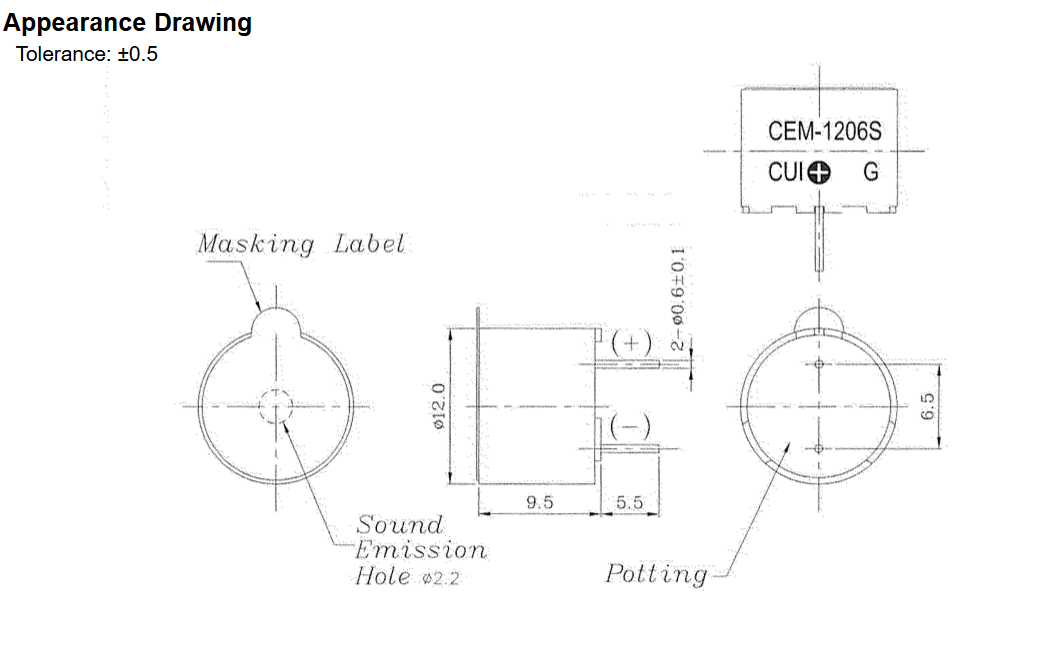 Appearance Drawing
Tolerance: ±0.5
CEM-1206S
CUI G
Masking Label
2-ø0.6±0.1
(+)
ø12.0
6.5
(-)
9.5
5.5
Sound
Emission
Hole ø2.2
Potting